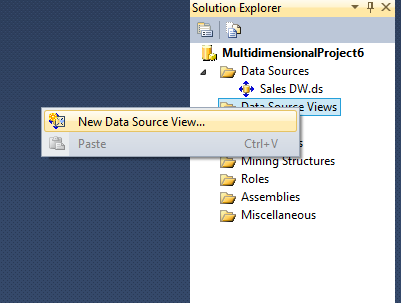 Solution Explorer
MultidimensionalProject6
Data Sources
Sales DW.ds
Data Source Views
New Data Source View...
Paste Ctrl+V
Mining Structures
Roles
Assemblies
Miscellaneous